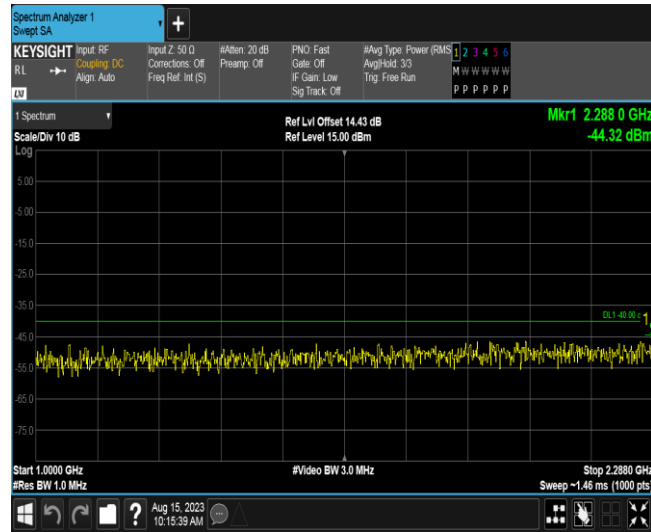 Spectrum Analyzer 1
Swept SA
+
KEYSIGHT
RL
LXI
Input: RF
Coupling: DC
Align: Auto
Input Z: 50 Ω
Corrections: Off
Freq Ref: Int (S)
#Atten: 20 dB
Preamp: Off
PNO: Fast
Gate: Off
IF Gain: Low
Sig Track: Off
#Avg Type: Power (RMS
Avg|Hold: 3/3
Trig: Free Run
1 2 3 4 5 6
M W W W W W
P P P P P P
1 Spectrum
Scale/Div 10 dB
Log
Ref Lvl Offset 14.43 dB
Ref Level 15.00 dBm
Mkr1 2.288 0 GHz
-44.32 dBm
5.00
-5.00
-15.0
-25.0
-35.0
DL1 -40.00 c
1
-45.0
-55.0
-65.0
-75.0
Start 1.0000 GHz
#Video BW 3.0 MHz
Stop 2.2880 GHz
#Res BW 1.0 MHz
Sweep ~1.46 ms (1000 pts
?
Aug 15, 2023
10:15:39 AM